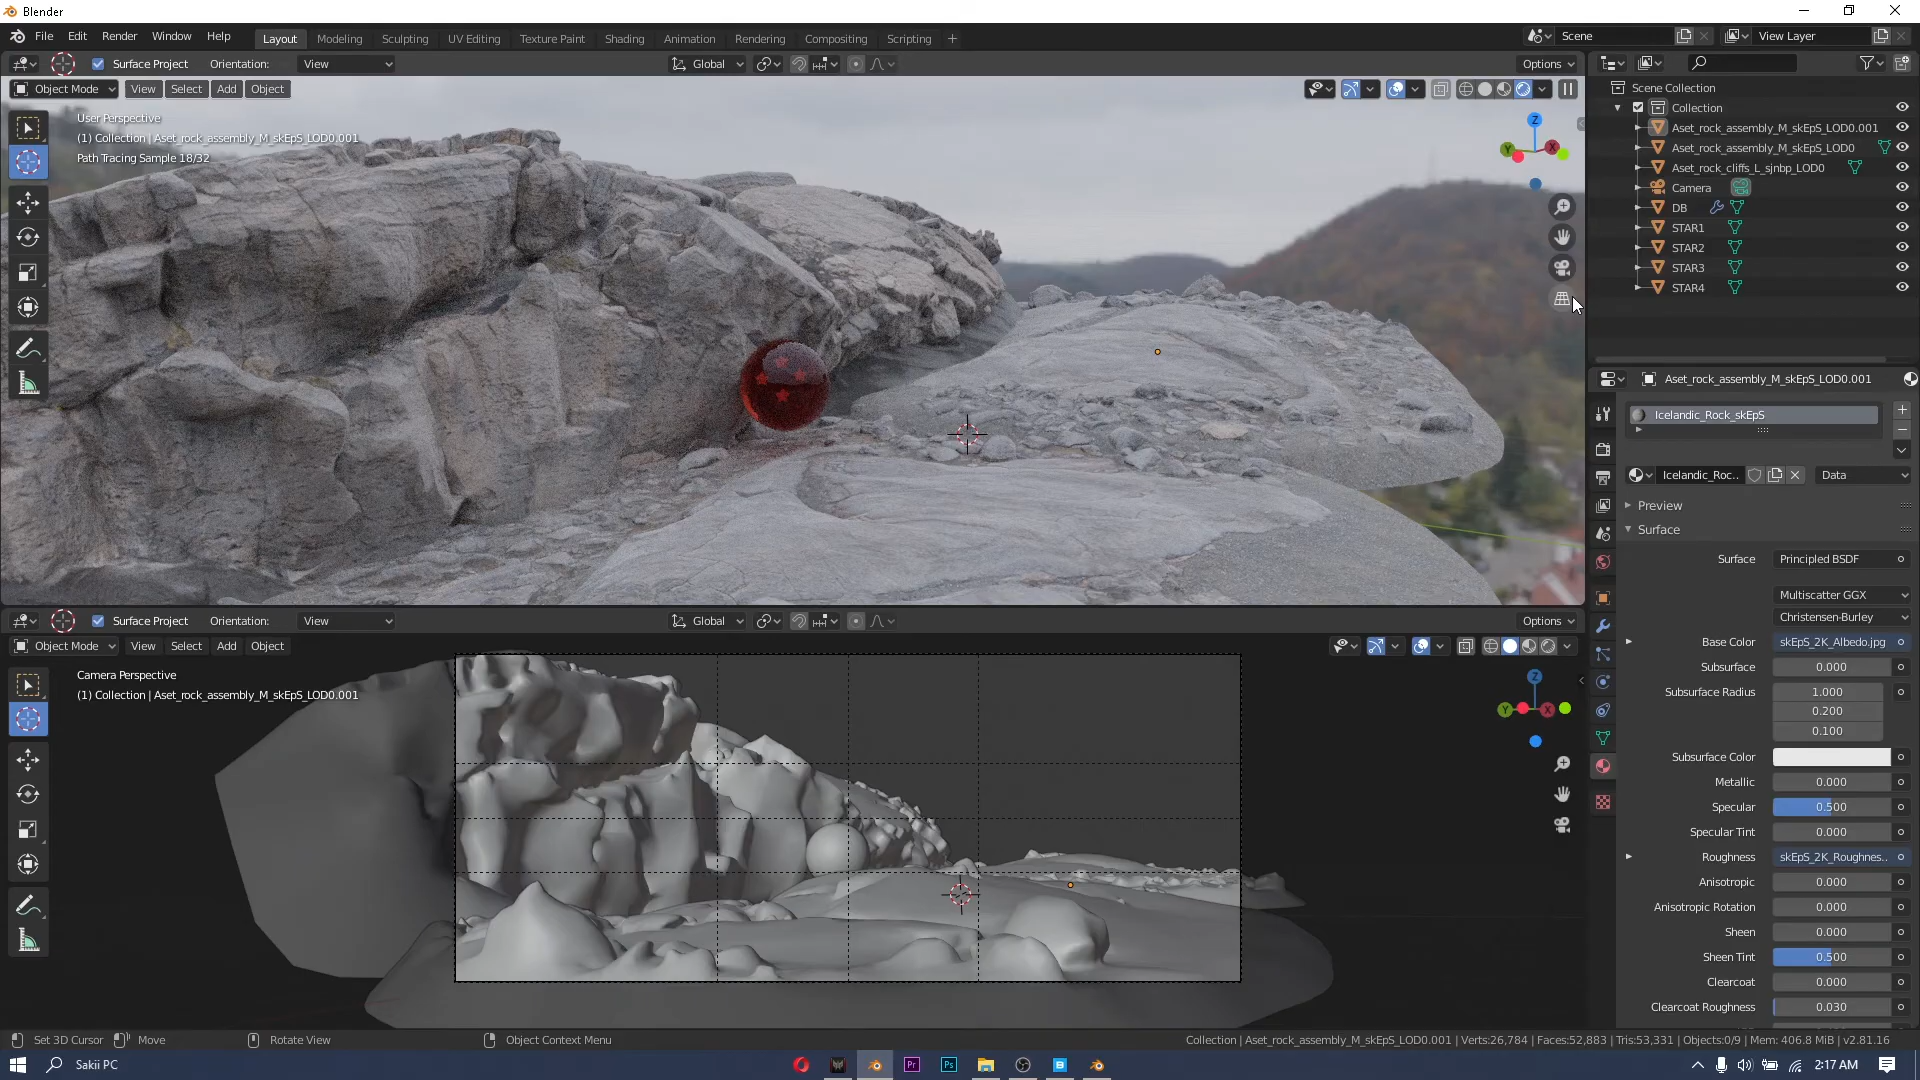 Blender
File Edit Render Window Help
Layout Modeling Sculpting UV Editing Texture Paint Shading Animation Rendering Compositing Scripting +
Scene
View Layer
Surface Project Orientation: View
Global
Options
Object Mode View Select Add Object
User Perspective
(1) Collection | Aset_rock_assembly_M_skEpS_LOD0.001
Path Tracing Sample 18/32
Z
Y
X
Scene Collection
Collection
Aset_rock_assembly_M_skEpS_LOD0.001
Aset_rock_assembly_M_skEpS_LOD0
Aset_rock_cliffs_L_sjnbp_LOD0
Camera
DB
STAR1
STAR2
STAR3
STAR4
Aset_rock_assembly_M_skEpS_LOD0.001
Icelandic_Rock_skEpS
Icelandic_Roc.. Data
Preview
Surface
Surface Principled BSDF
Multiscatter GGX
Christensen-Burley
Base Color skEpS_2K_Albedo.jpg
Subsurface 0.000
Subsurface Radius 1.000
0.200
0.100
Subsurface Color
Metallic 0.000
Specular 0.500
Specular Tint 0.000
Roughness skEpS_2K_Roughnes..
Anisotropic 0.000
Anisotropic Rotation 0.000
Sheen 0.000
Sheen Tint 0.500
Clearcoat 0.000
Clearcoat Roughness 0.030
Surface Project Orientation: View
Global
Options
Object Mode View Select Add Object
Camera Perspective
(1) Collection | Aset_rock_assembly_M_skEpS_LOD0.001
Z
Y
X
Set 3D Cursor Move Rotate View Object Context Menu
Collection | Aset_rock_assembly_M_skEpS_LOD0.001 | Verts:26,784 | Faces:52,883 | Tris:53,331 | Objects:0/9 | Mem: 406.8 MiB | v2.81.16
Sakii PC
Pr
Ps
2:17 AM